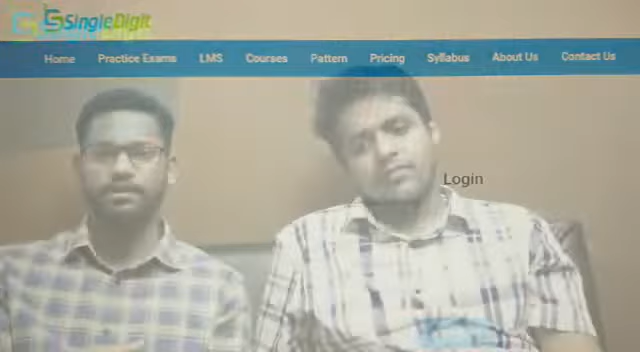 SingleDigit
Home Practice Exams LMS Courses Pattern Pricing Syllabus About Us Contact Us
Login